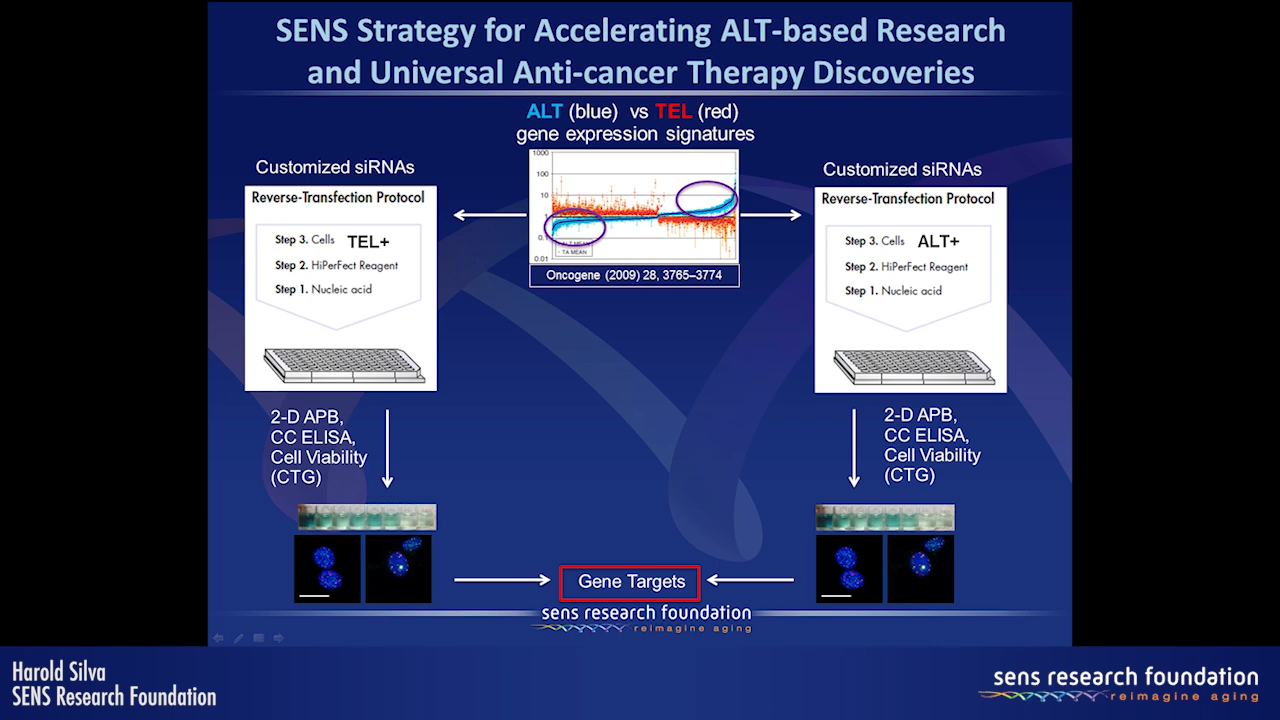 SENS Strategy for Accelerating ALT-based Research
and Universal Anti-cancer Therapy Discoveries
ALT (blue) vs TEL (red)
gene expression signatures
Customized siRNAs
Reverse-Transfection Protocol
Step 3. Cells TEL+
Step 2. HiPerFect Reagent
Step 1. Nucleic acid
1000
100
10
1
0.1
0.01
ALT MEAN
TA MEAN
Oncogene (2009) 28, 3765–3774
Customized siRNAs
Reverse-Transfection Protocol
Step 3. Cells ALT+
Step 2. HiPerFect Reagent
Step 1. Nucleic acid
2-D APB,
CC ELISA,
Cell Viability
(CTG)
2-D APB,
CC ELISA,
Cell Viability
(CTG)
Gene Targets
sens research foundation
reimagine aging
Harold Silva
SENS Research Foundation
sens research foundation
reimagine aging